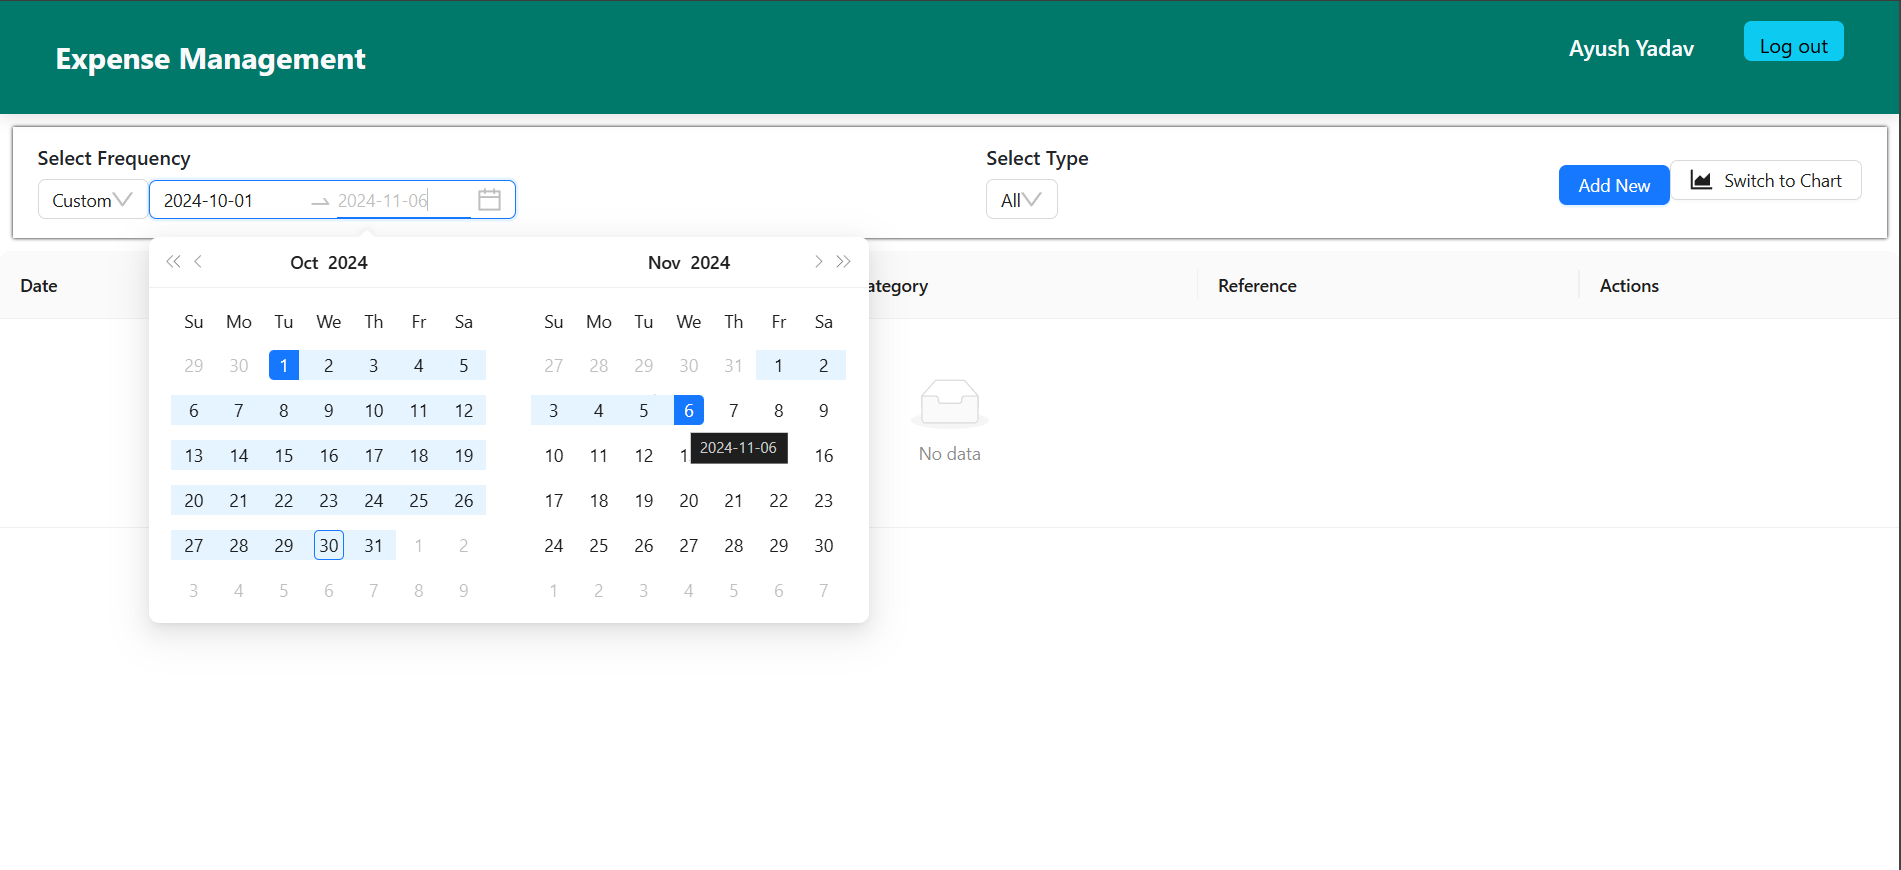 Expense Management
Ayush Yadav
Log out
Select Frequency
Custom
2024-10-01
2024-11-06
Select Type
All
Add New
Switch to Chart
Date
ategory
Reference
Actions
Oct 2024
Su Mo Tu We Th Fr Sa
29 30 1 2 3 4 5
6 7 8 9 10 11 12
13 14 15 16 17 18 19
20 21 22 23 24 25 26
27 28 29 30 31 1 2
3 4 5 6 7 8 9
Nov 2024
Su Mo Tu We Th Fr Sa
27 28 29 30 31 1 2
3 4 5 6 7 8 9
10 11 12 1 16
2024-11-06
17 18 19 20 21 22 23
24 25 26 27 28 29 30
1 2 3 4 5 6 7
No data